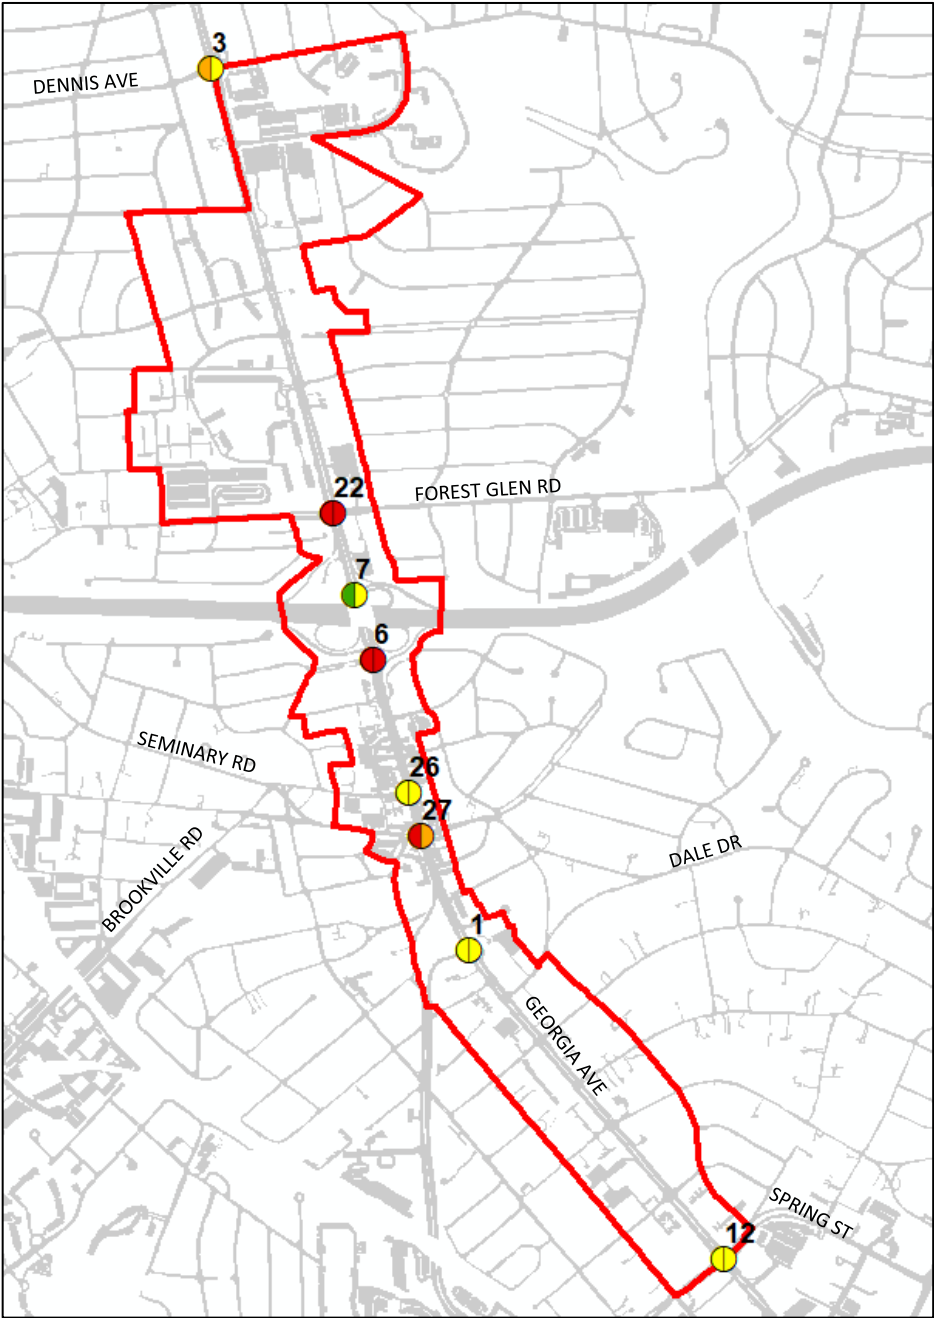 3
DENNIS AVE
22
FOREST GLEN RD
7
6
SEMINARY RD
26
27
BROOKVILLE RD
DALE DR
1
GEORGIA AVE
SPRING ST
12